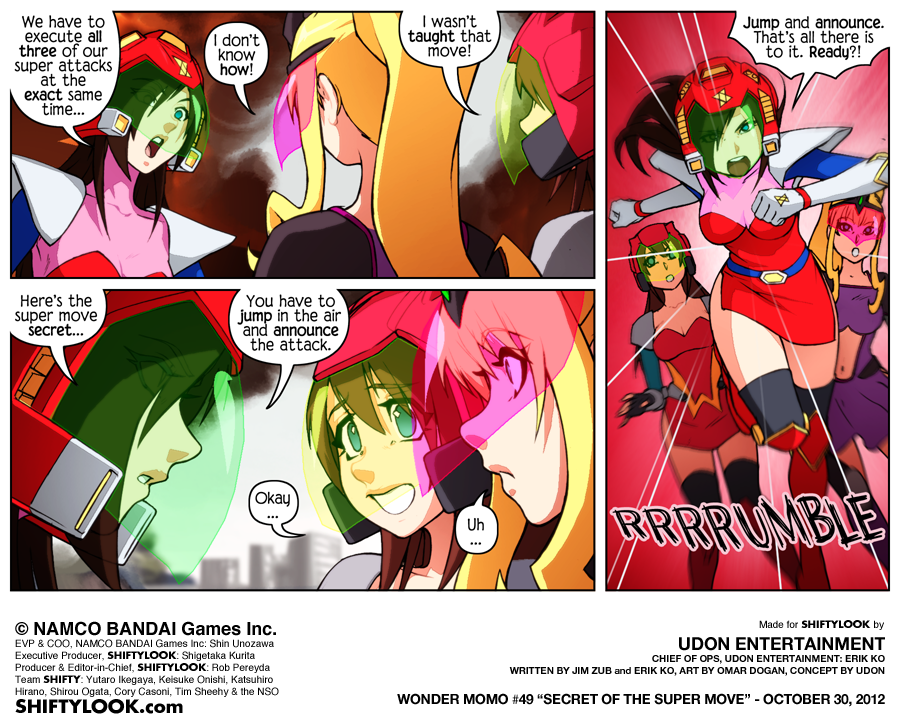 We have to
execute all
three of our
super attacks
at the
exact same
time...
I don't
know
how!
I wasn't
taught that
move!
Here's the
super move
secret...
You have to
jump in the air
and announce
the attack.
Okay
...
Uh
...
Jump and announce.
That's all there is
to it. Ready?!
RRRRUMBLE
© NAMCO BANDAI Games Inc.
EVP & COO, NAMCO BANDAI Games Inc: Shin Unozawa
Executive Producer, SHIFTYLOOK: Shigetaka Kurita
Producer & Editor-in-Chief, SHIFTYLOOK: Rob Pereyda
Team SHIFTY: Yutaro Ikegaya, Keisuke Onishi, Katsuhiro
Hirano, Shirou Ogata, Cory Casoni, Tim Sheehy & the NSO
SHIFTYLOOK.com
Made for SHIFTYLOOK by
UDON ENTERTAINMENT
CHIEF OF OPS, UDON ENTERTAINMENT: ERIK KO
WRITTEN BY JIM ZUB and ERIK KO, ART BY OMAR DOGAN, CONCEPT BY UDON
WONDER MOMO #49 “SECRET OF THE SUPER MOVE” - OCTOBER 30, 2012